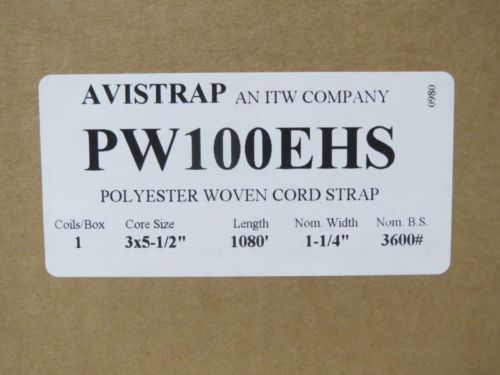 AVISTRAP AN ITW COMPANY
0980
PW100EHS
POLYESTER WOVEN CORD STRAP
Coils/Box Core Size Length Nom. Width Nom. B.S.
1 3x5-1/2" 1080' 1-1/4" 3600#